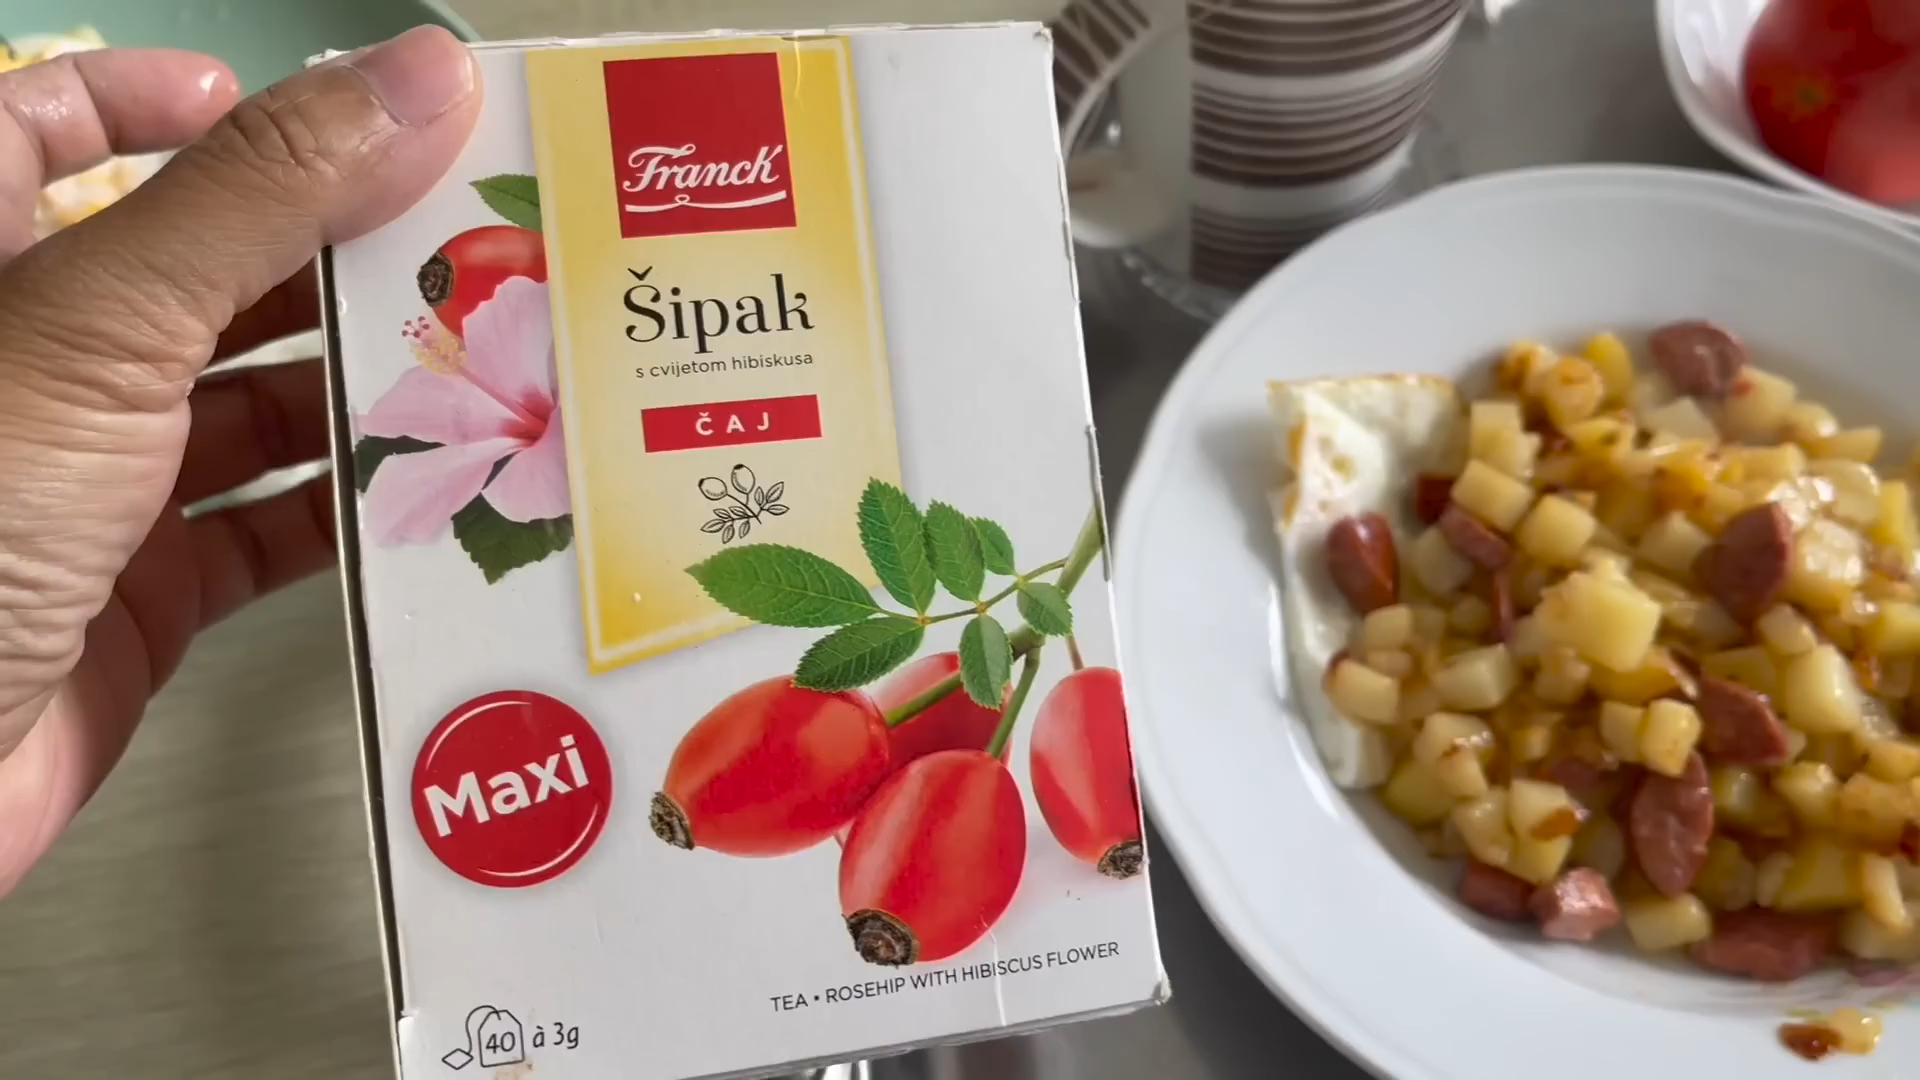 Franck
Šipak
s cvijetom hibiskusa
ČAJ
Maxi
TEA • ROSEHIP WITH HIBISCUS FLOWER
40 à 3g